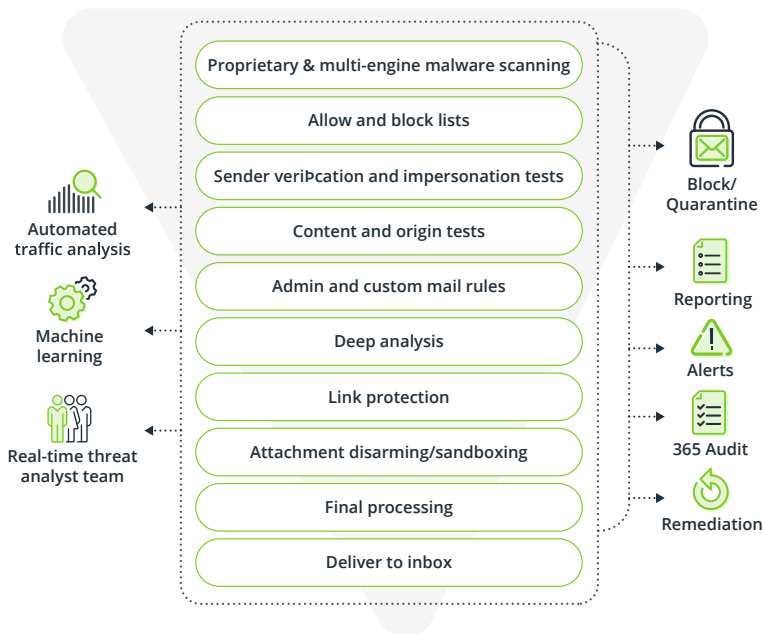 Proprietary & multi-engine malware scanning
Allow and block lists
Sender veriÞcation and impersonation tests
Content and origin tests
Admin and custom mail rules
Deep analysis
Link protection
Attachment disarming/sandboxing
Final processing
Deliver to inbox
Automated
traffic analysis
Machine
learning
Real-time threat
analyst team
Block/
Quarantine
Reporting
Alerts
365 Audit
Remediation